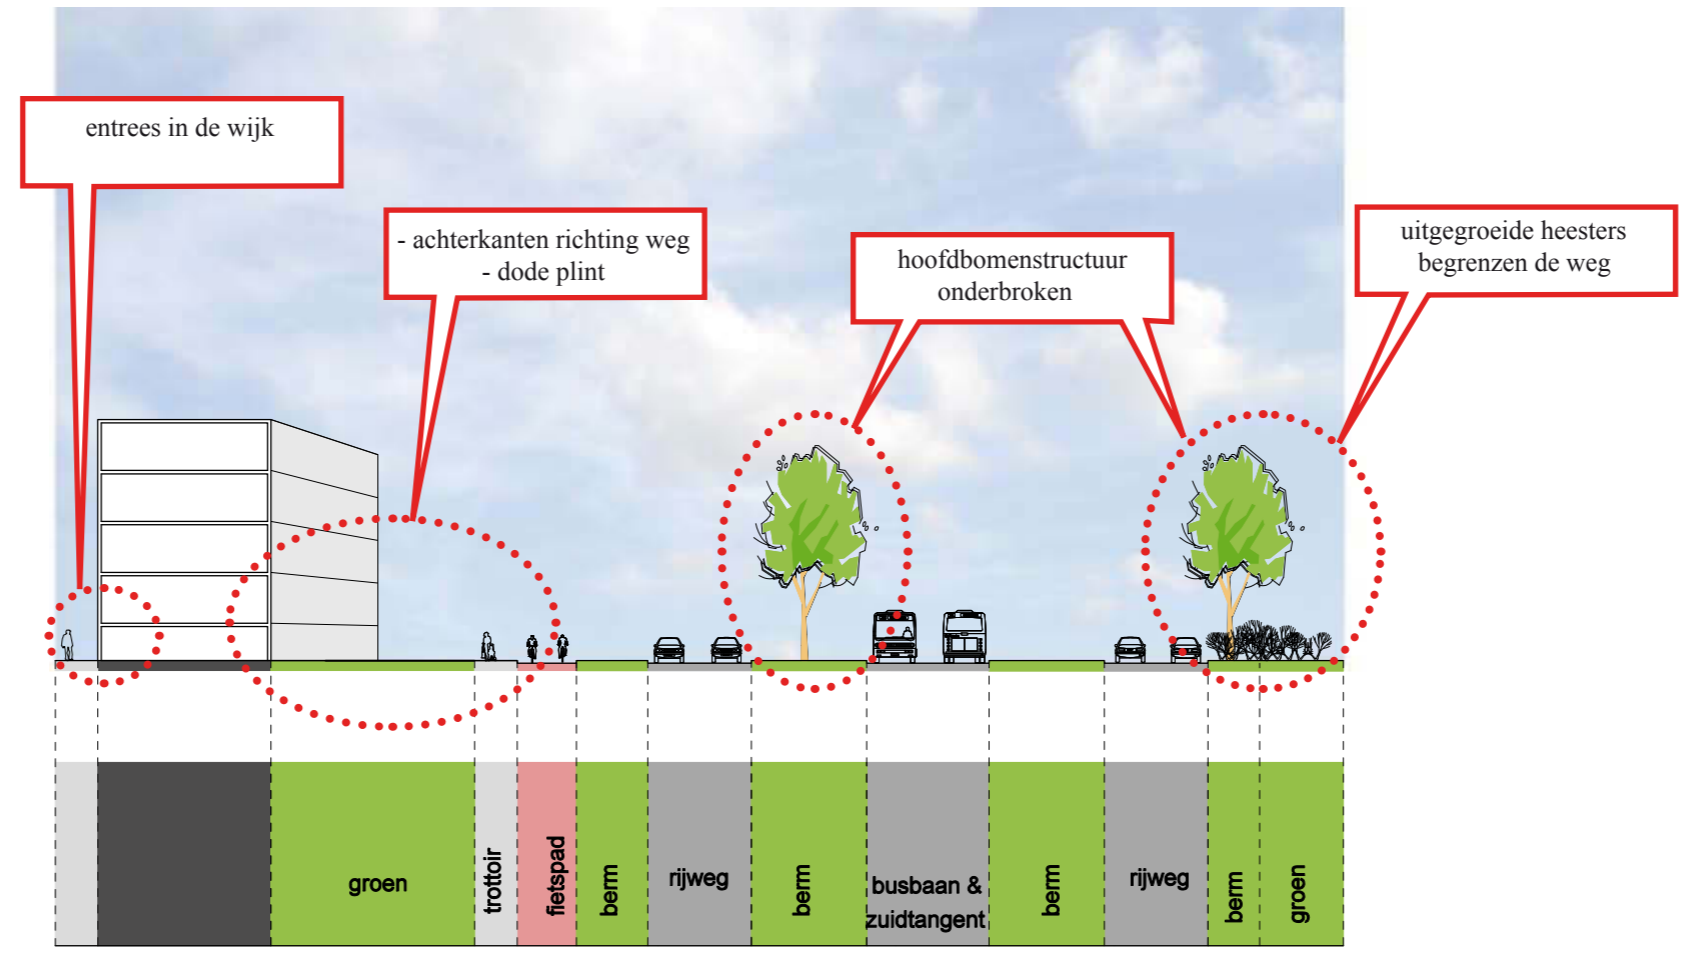 entrees in de wijk
- achterkanten richting weg
- dode plint
hoofdbomenstructuur
onderbroken
uitgegroeide heesters
begrenzen de weg
groen
trottoir
fietspad
berm
rijweg
berm
busbaan &
zuidtangent
berm
rijweg
berm
groen